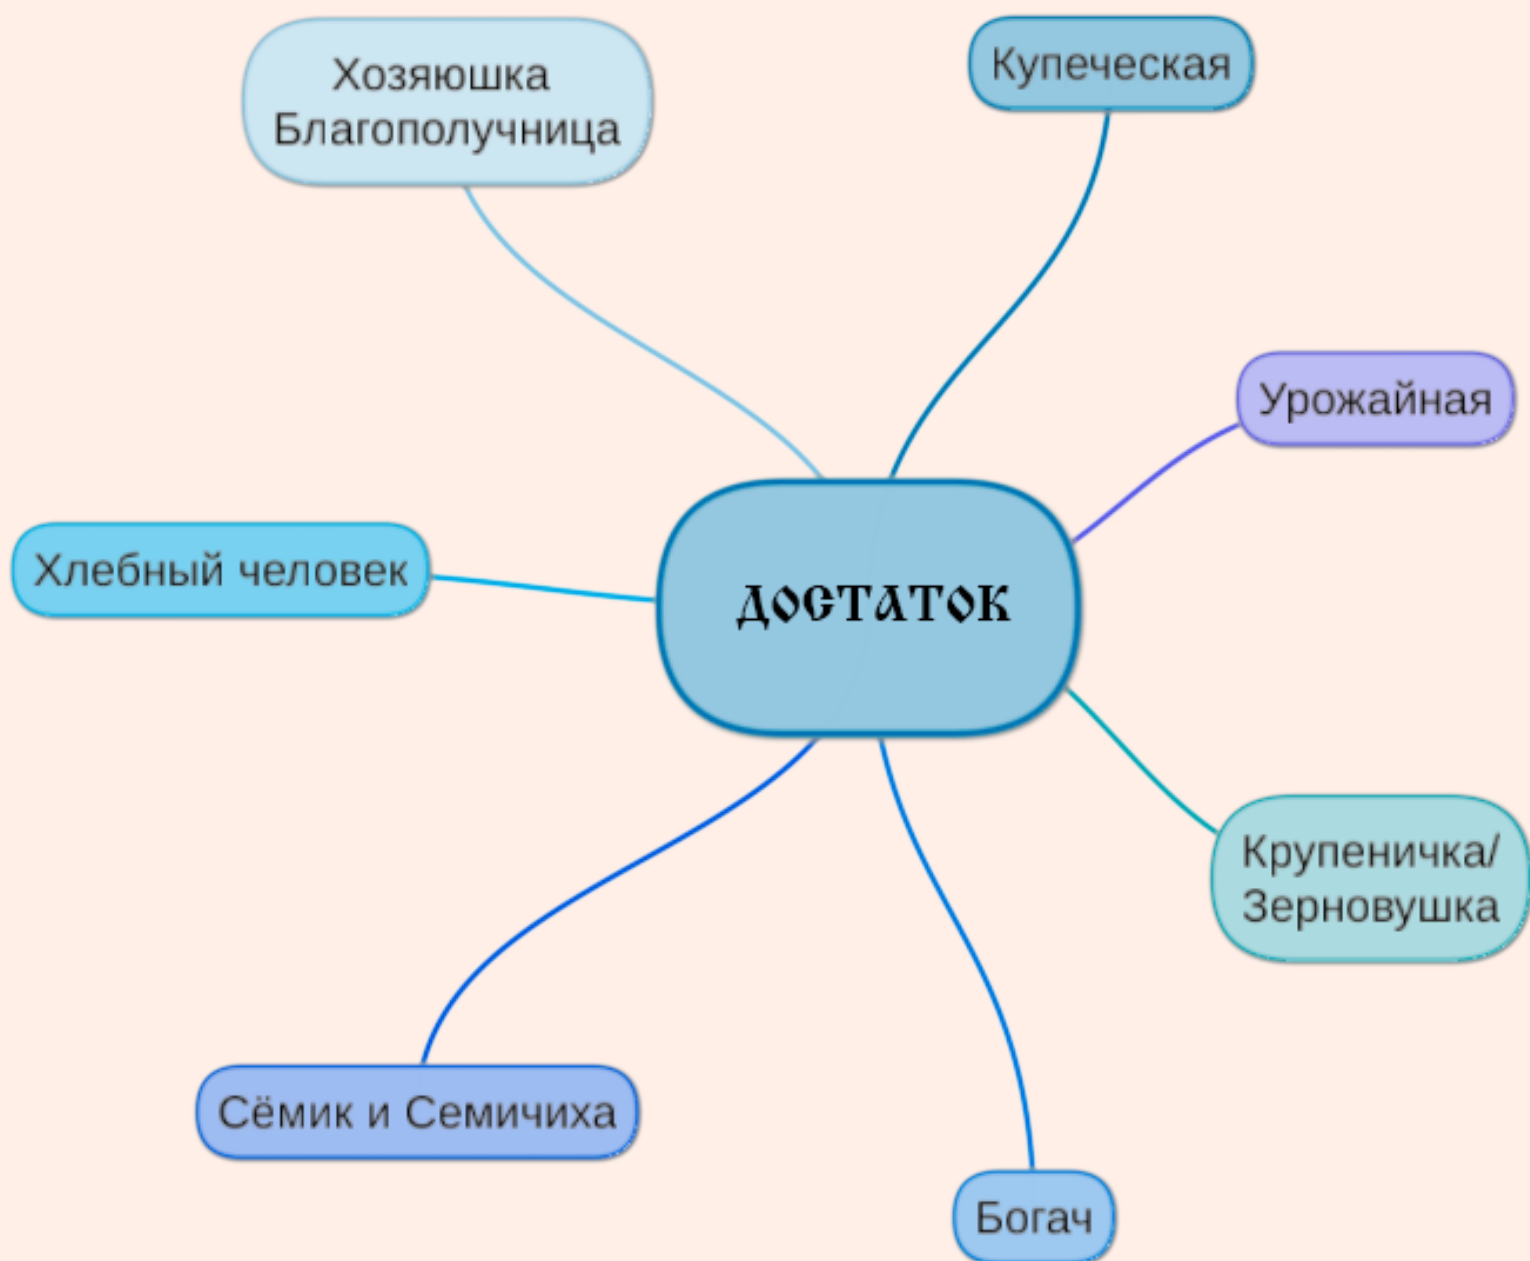 Хозяюшка
Благополучница
Купеческая
Урожайная
Хлебный человек
ДОСТАТОК
Крупеничка/
Зерновушка
Сёмик и Семичиха
Богач